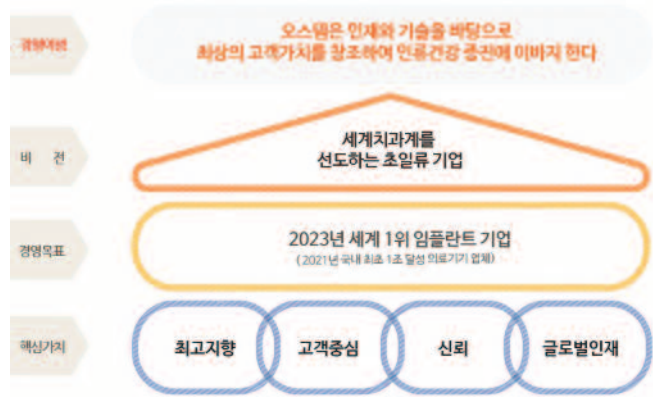 경영이념
오스템은 인재와 기술을 바탕으로
최상의 고객가치를 창조하여 인류건강 증진에 이바지 한다
비 전
세계치과계를
선도하는 초일류 기업
경영목표
2023년 세계 1위 임플란트 기업
(2021년 국내 최초 1조 달성 의료기기 업체)
핵심가치
최고지향
고객중심
신뢰
글로벌인재